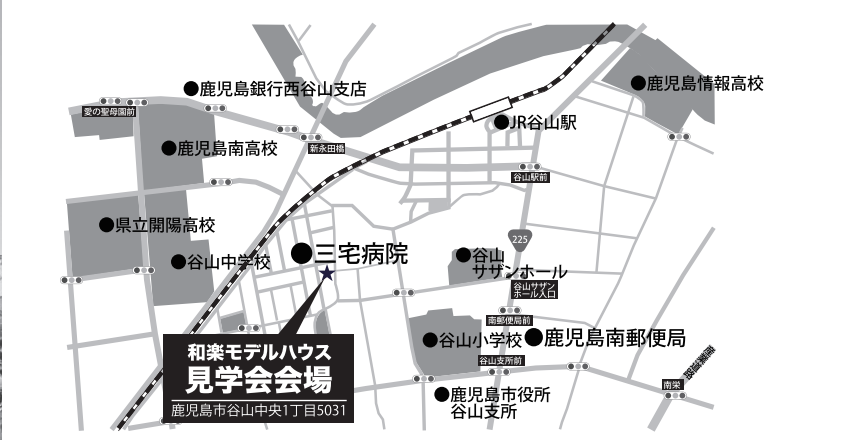 鹿児島銀行西谷山支店
鹿児島情報高校
愛の聖母園前
JR谷山駅
鹿児島南高校
新永田橋
谷山駅前
県立開陽高校
225
三宅病院
谷山
サザンホール
谷山中学校
谷山サザン
ホール入口
南郵便局前
谷山小学校
鹿児島南郵便局
谷山支所前
和楽モデルハウス
見学会会場
鹿児島市谷山中央1丁目5031
鹿児島市役所
谷山支所
南栄
産業道路